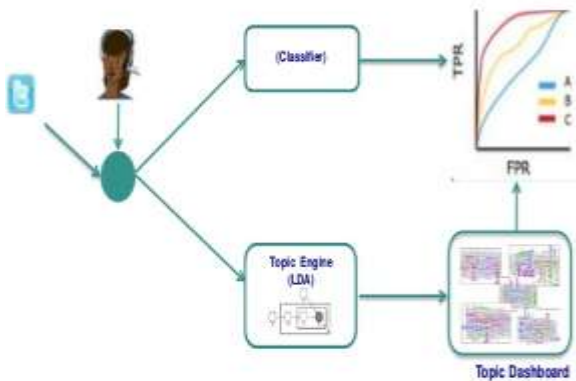 (Classifier)
TPR
A
B
C
FPR
Topic Engine
(LDA)
Topic Dashboard